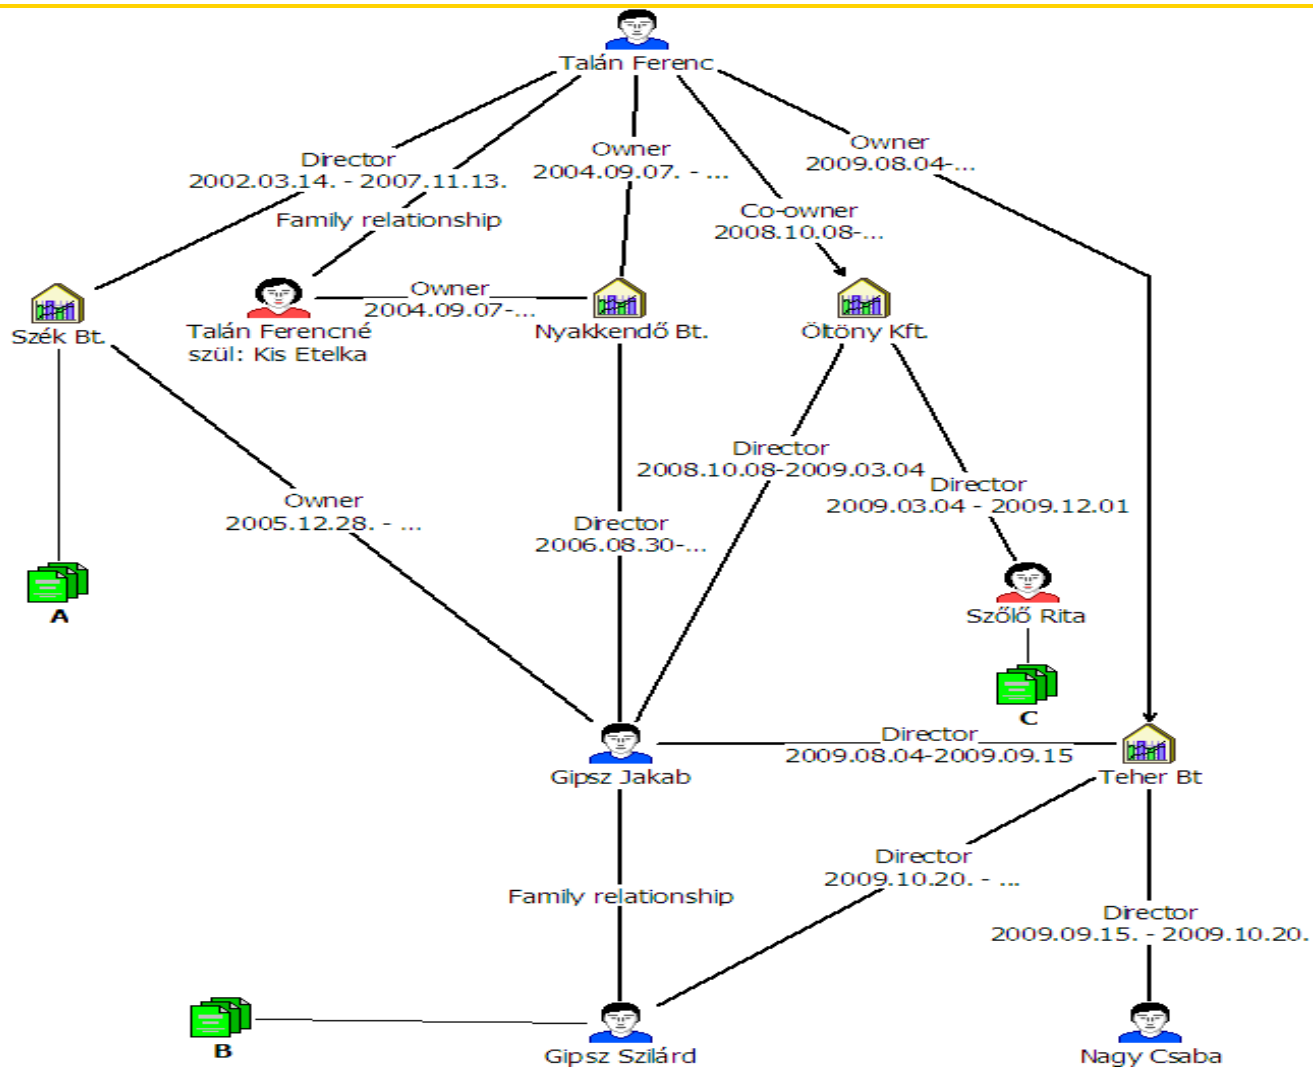 Talán Ferenc
Owner
2009.08.04-...
Owner
2004.09.07. - ...
Director
2002.03.14. - 2007.11.13.
Co-owner
2008.10.08-...
Family relationship
Owner
2004.09.07-...
Szék Bt.
Talán Ferencné
szül: Kis Etelka
Nyakkendő Bt.
Öltöny Kft.
Director
2008.10.08-2009.03.04
Director
2009.03.04 - 2009.12.01
Owner
2005.12.28. - ...
Director
2006.08.30-...
A
Szőlő Rita
C
Director
2009.08.04-2009.09.15
Gipsz Jakab
Teher Bt
Director
2009.10.20. - ...
Family relationship
Director
2009.09.15. - 2009.10.20.
B
Gipsz Szilárd
Nagy Csaba